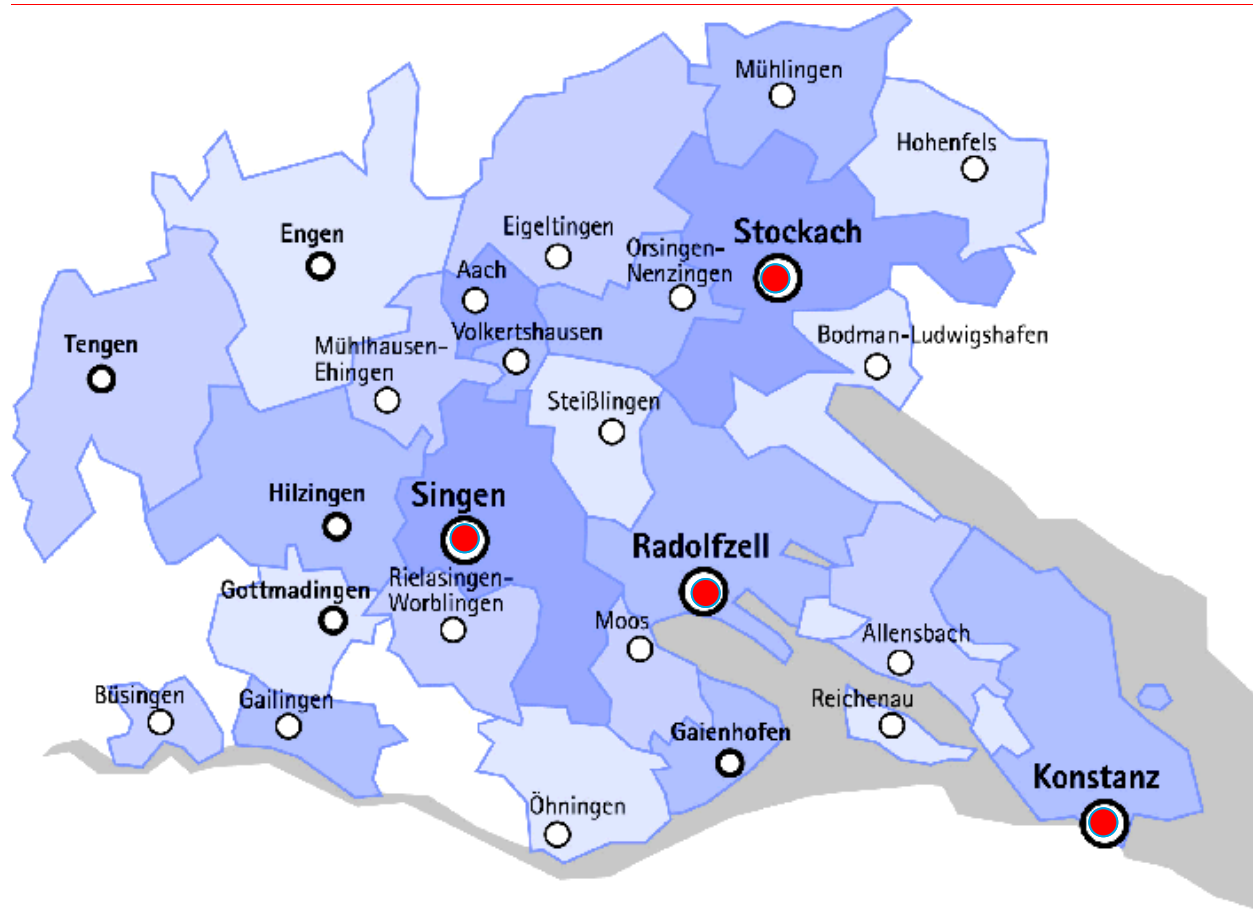 Mühlingen
Hohenfels
Engen
Eigeltingen
Stockach
Orsingen-
Nenzingen
Aach
Tengen
Mühlhausen-
Ehingen
Volkertshausen
Bodman-Ludwigshafen
Steißlingen
Hilzingen
Singen
Radolfzell
Gottmadingen
Rielasingen-
Worblingen
Moos
Allensbach
Büsingen
Gailingen
Reichenau
Gaienhofen
Konstanz
Öhningen